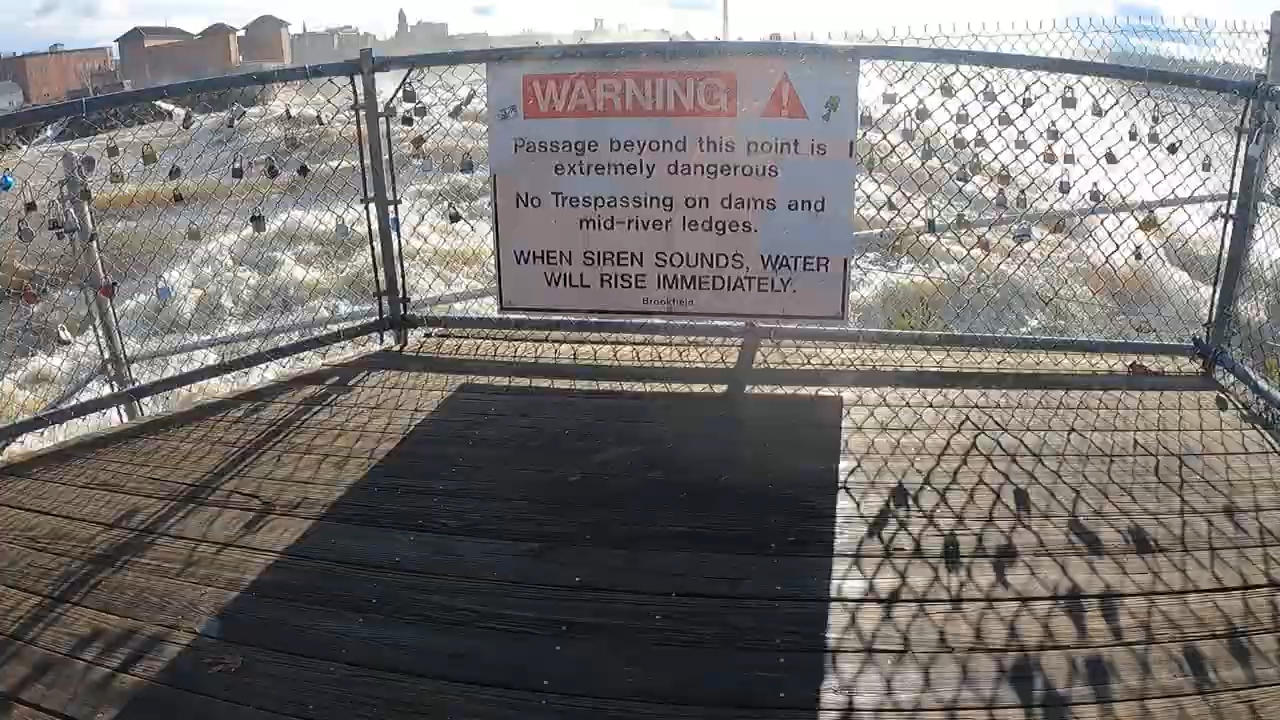 WARNING
Passage beyond this point is
extremely dangerous
No Trespassing on dams and
mid-river ledges.
WHEN SIREN SOUNDS, WATER
WILL RISE IMMEDIATELY.
Brookfield